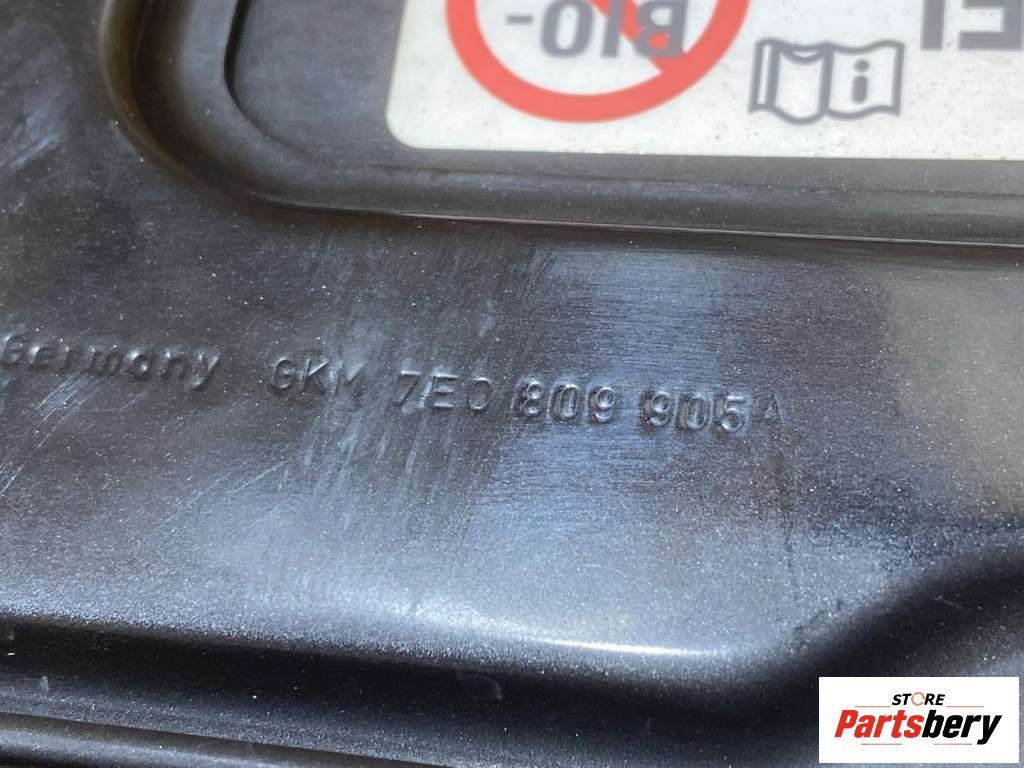 BIO-
Germany GKM 7E0 809 905 A
STORE
Partsbery